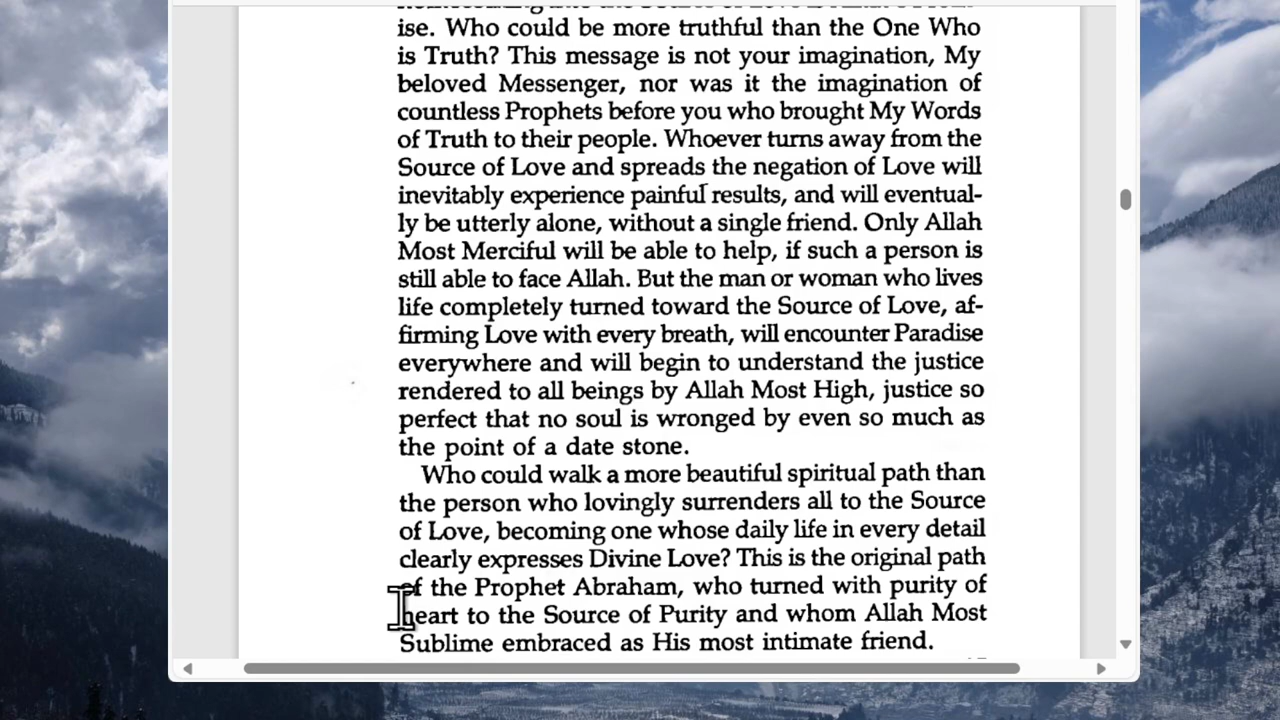 ise. Who could be more truthful than the One Who
is Truth? This message is not your imagination, My
beloved Messenger, nor was it the imagination of
countless Prophets before you who brought My Words
of Truth to their people. Whoever turns away from the
Source of Love and spreads the negation of Love will
inevitably experience painful results, and will eventual-
ly be utterly alone, without a single friend. Only Allah
Most Merciful will be able to help, if such a person is
still able to face Allah. But the man or woman who lives
life completely turned toward the Source of Love, af-
firming Love with every breath, will encounter Paradise
everywhere and will begin to understand the justice
rendered to all beings by Allah Most High, justice so
perfect that no soul is wronged by even so much as
the point of a date stone.
Who could walk a more beautiful spiritual path than
the person who lovingly surrenders all to the Source
of Love, becoming one whose daily life in every detail
clearly expresses Divine Love? This is the original path
of the Prophet Abraham, who turned with purity of
heart to the Source of Purity and whom Allah Most
Sublime embraced as His most intimate friend.